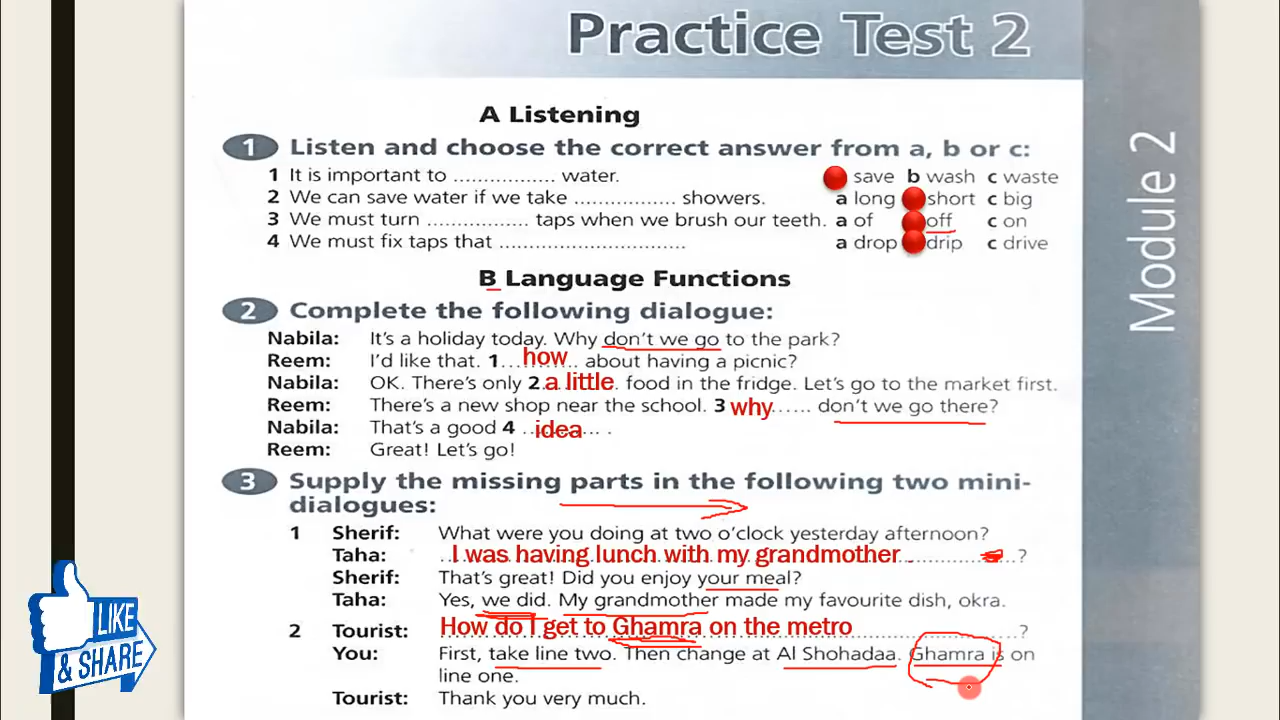 Practice Test 2
Module 2
A Listening
1 Listen and choose the correct answer from a, b or c:
1 It is important to ................ water. save b wash c waste
2 We can save water if we take ................ showers. a long short c big
3 We must turn ................ taps when we brush our teeth. a of off c on
4 We must fix taps that ............................. a drop drip c drive
B Language Functions
2 Complete the following dialogue:
Nabila: It's a holiday today. Why don't we go to the park?
Reem: I'd like that. 1 how about having a picnic?
Nabila: OK. There's only 2 a little food in the fridge. Let's go to the market first.
Reem: There's a new shop near the school. 3 why ...... don't we go there?
Nabila: That's a good 4 idea .
Reem: Great! Let's go!
3 Supply the missing parts in the following two mini-
dialogues:
1 Sherif: What were you doing at two o'clock yesterday afternoon?
Taha: I was having lunch with my grandmother ?
Sherif: That's great! Did you enjoy your meal?
Taha: Yes, we did. My grandmother made my favourite dish, okra.
2 Tourist: How do I get to Ghamra on the metro ?
You: First, take line two. Then change at Al Shohadaa. Ghamra is on
line one.
Tourist: Thank you very much.
LIKE
& SHARE